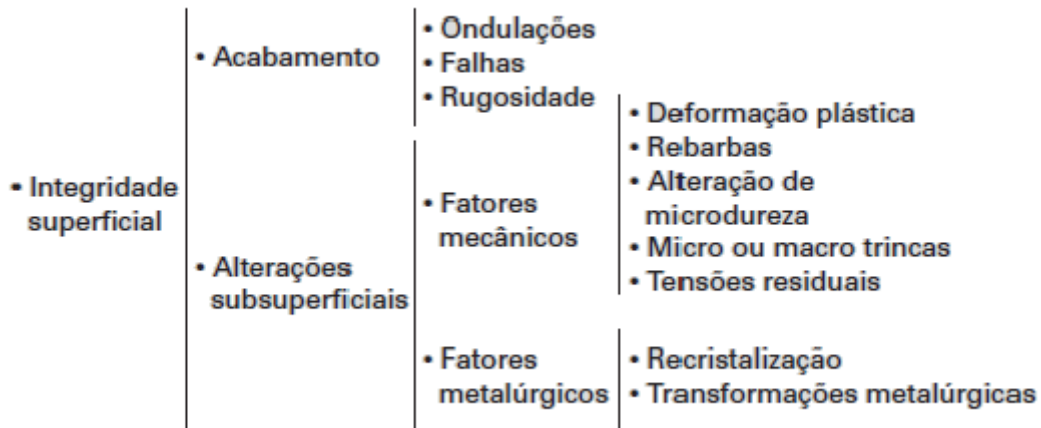 • Integridade
superficial
• Acabamento
• Ondulações
• Falhas
• Rugosidade
• Alterações
subsuperficiais
• Fatores
mecânicos
• Deformação plástica
• Rebarbas
• Alteração de
microdureza
• Micro ou macro trincas
• Tensões residuais
• Fatores
metalúrgicos
• Recristalização
• Transformações metalúrgicas